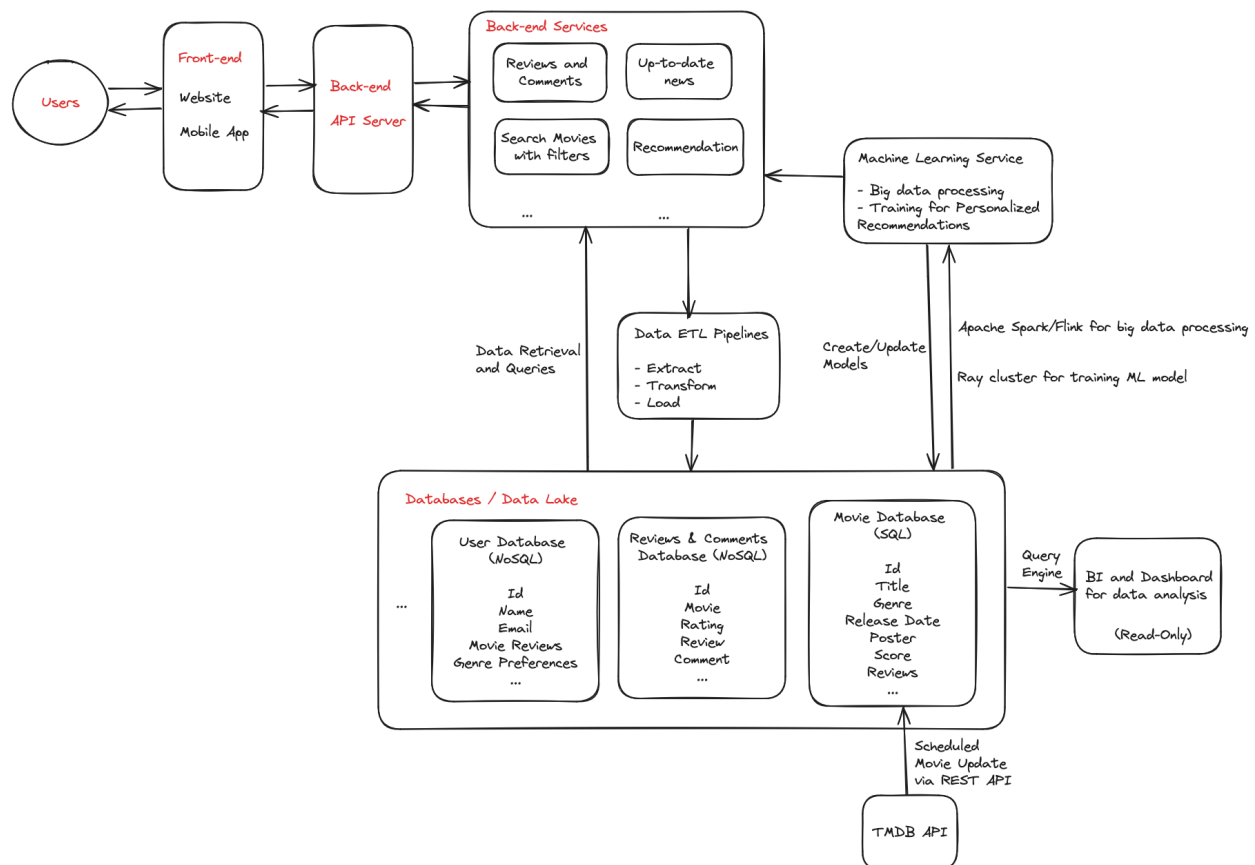 Users
Front-end
Website
Mobile App
Back-end
API Server
Back-end Services
Reviews and
Comments
Up-to-date
news
Search Movies
with filters
Recommendation
...
...
Machine Learning Service
- Big data processing
- Training for Personalized
Recommendations
Data Retrieval
and Queries
Data ETL Pipelines
- Extract
- Transform
- Load
Create/Update
Models
Apache Spark/Flink for big data processing
Ray cluster for training ML model
Databases / Data Lake
...
User Database
(NoSQL)
Id
Name
Email
Movie Reviews
Genre Preferences
...
Reviews & Comments
Database (NoSQL)
Id
Movie
Rating
Review
Comment
...
Movie Database
(SQL)
Id
Title
Genre
Release Date
Poster
Score
Reviews
...
Query
Engine
BI and Dashboard
for data analysis
(Read-Only)
Scheduled
Movie Update
via REST API
TMDB API